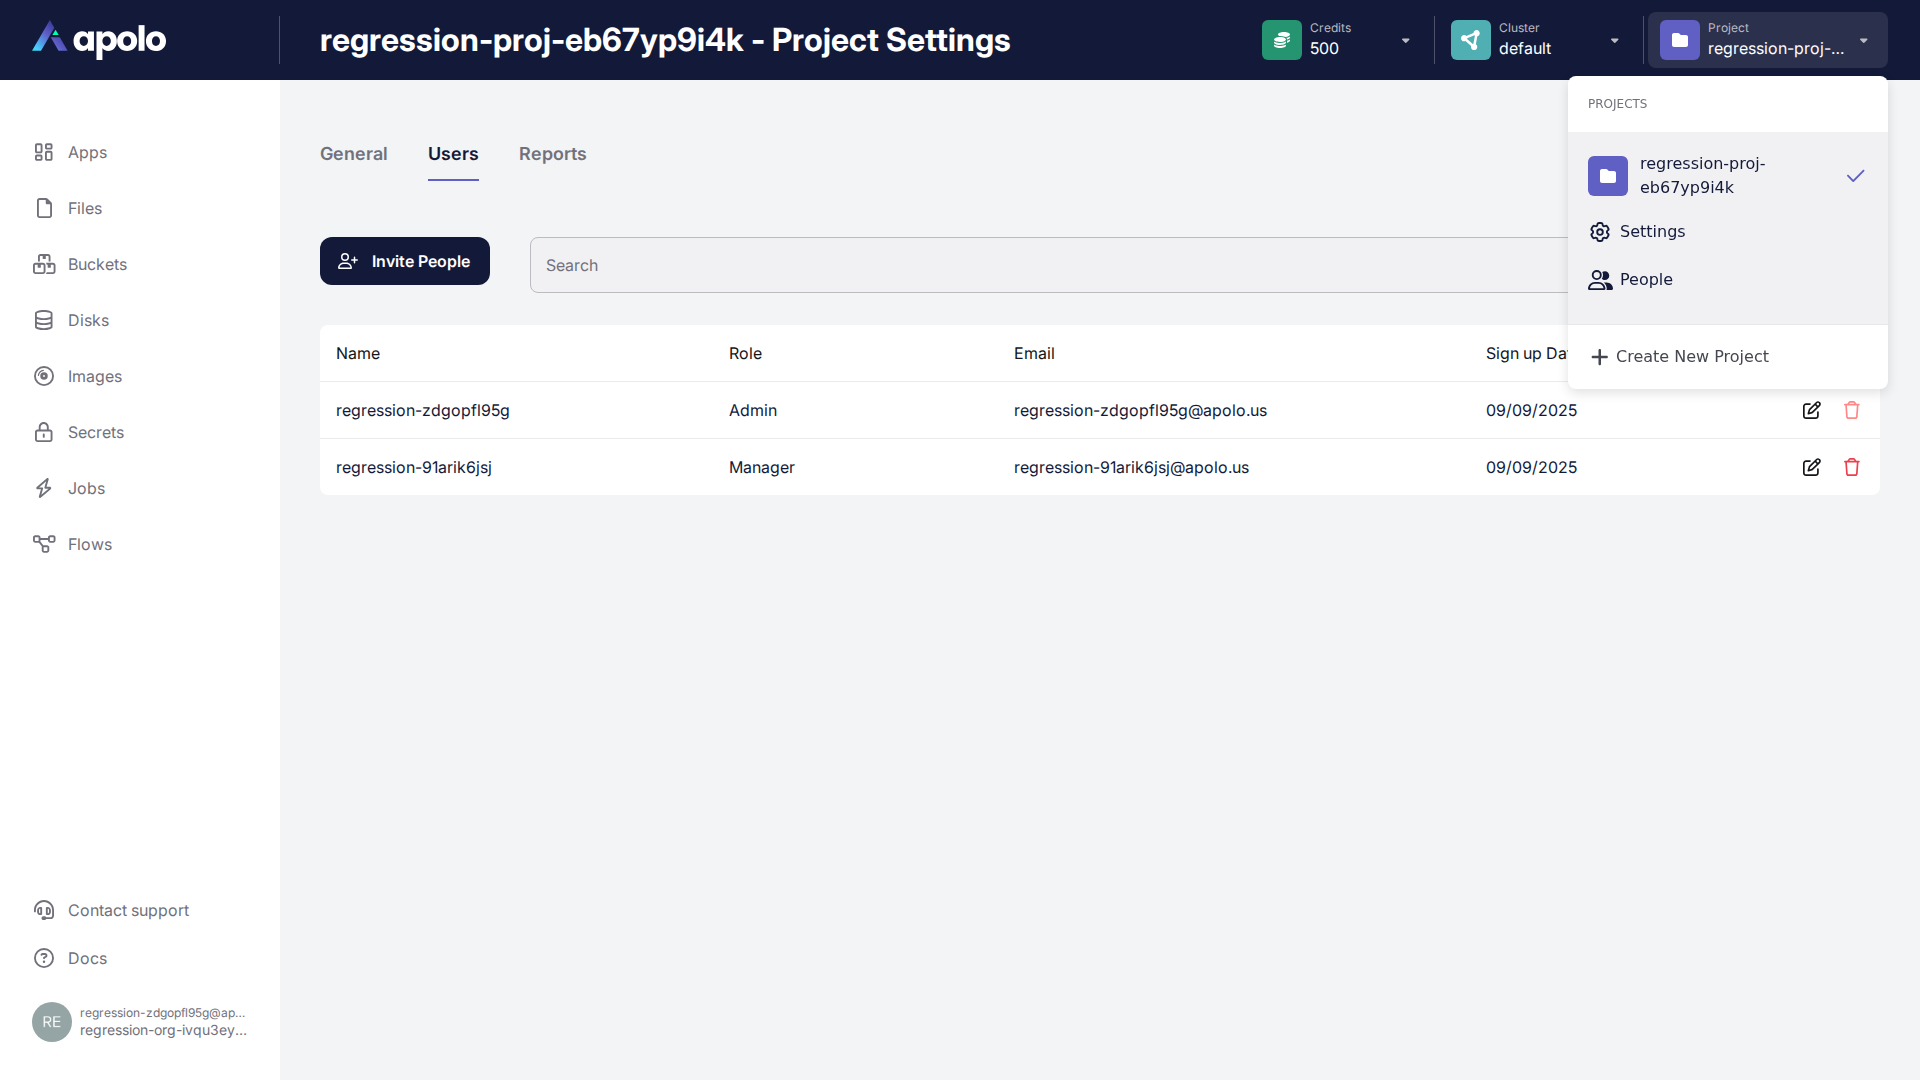 apolo
regression-proj-eb67yp9i4k - Project Settings
Credits
500
Cluster
default
Project
regression-proj-...
PROJECTS
regression-proj-
eb67yp9i4k
Settings
People
Create New Project
Apps
Files
Buckets
Disks
Images
Secrets
Jobs
Flows
Contact support
Docs
RE
regression-zdgopfl95g@ap...
regression-org-ivqu3ey...
General Users Reports
Invite People
Search
Name Role Email Sign up Da
regression-zdgopfl95g Admin regression-zdgopfl95g@apolo.us 09/09/2025
regression-91arik6jsj Manager regression-91arik6jsj@apolo.us 09/09/2025